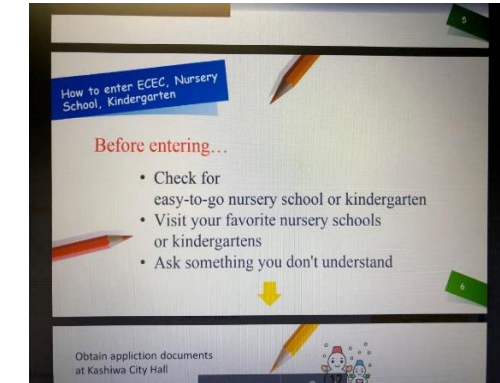 5
How to enter ECEC, Nursery
School, Kindergarten
Before entering…
• Check for
easy-to-go nursery school or kindergarten
• Visit your favorite nursery schools
or kindergartens
• Ask something you don't understand
6
Obtain appliction documents
at Kashiwa City Hall